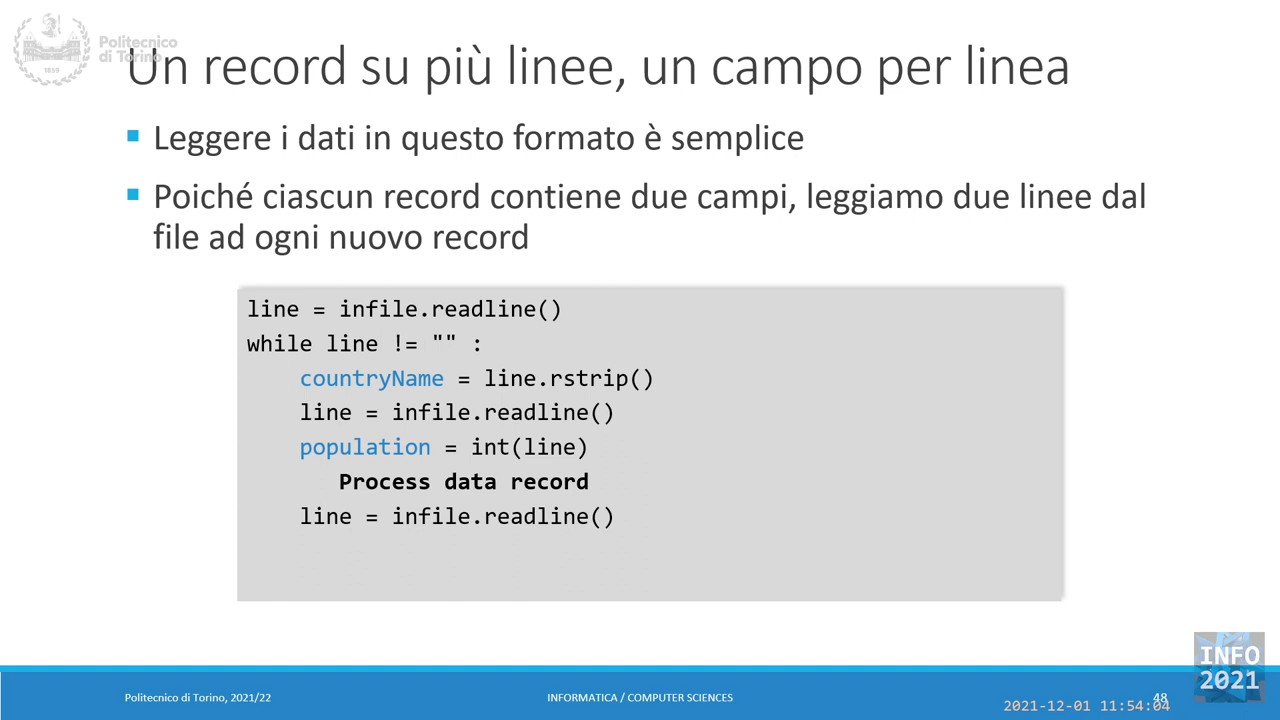 Politecnico
di Torino
1859
Un record su più linee, un campo per linea
Leggere i dati in questo formato è semplice
Poiché ciascun record contiene due campi, leggiamo due linee dal
file ad ogni nuovo record
line = infile.readline()
while line != "" :
    countryName = line.rstrip()
    line = infile.readline()
    population = int(line)
       Process data record
    line = infile.readline()
Politecnico di Torino, 2021/22
INFORMATICA / COMPUTER SCIENCES
48
INFO
2021
2021-12-01 11:54:04